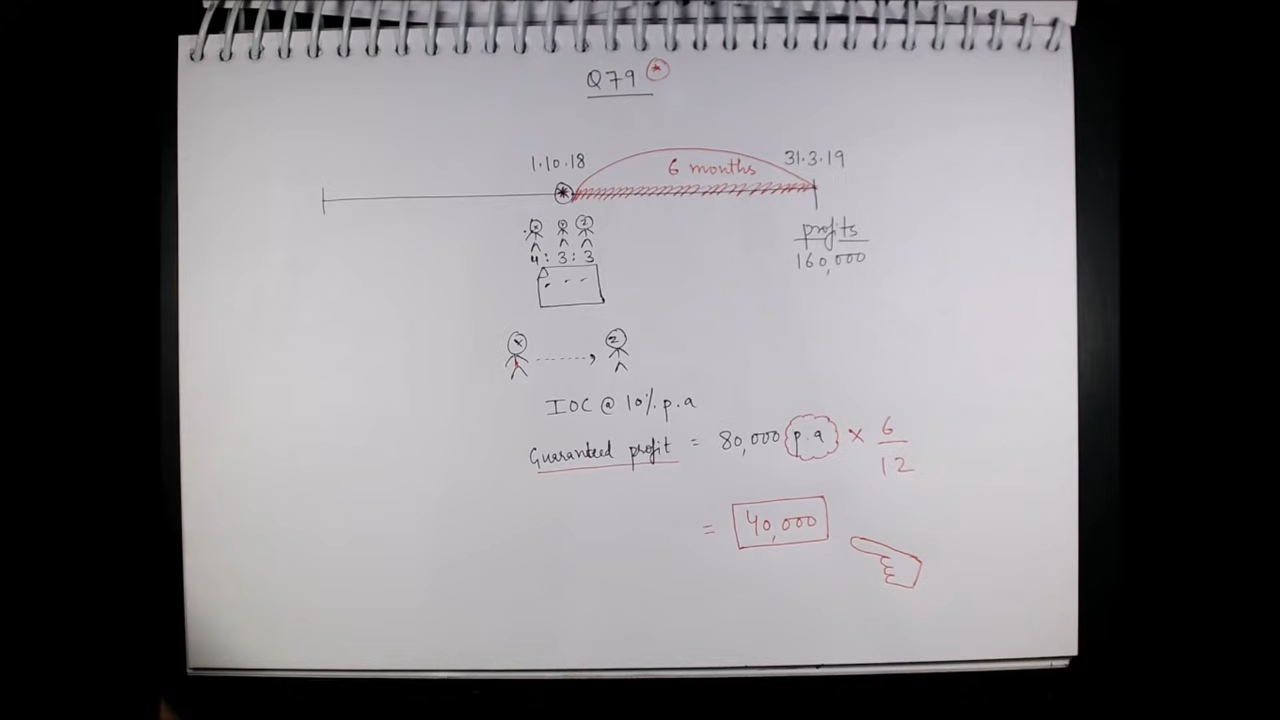 Q79 *
1.10.18
6 months
31.3.19
4 : 3 : 3
profits
160,000
X Z
IOC @ 10% p.a
Guaranteed profit = 80,000 p.a × 6/12
= 40,000